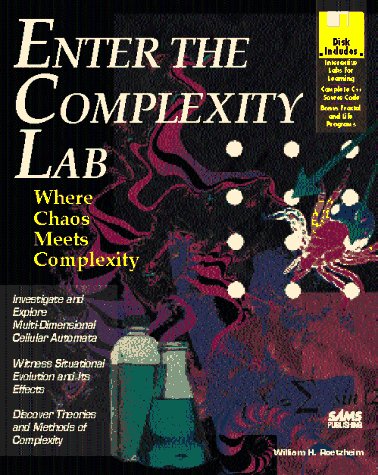 ENTER THE
COMPLEXITY
LAB
Disk
Includes
Interactive
Labs for
Learning
Complete C++
Source Code
Bonus Fractal
and Life
Programs
Where
Chaos
Meets
Complexity
Investigate and
Explore
Multi-Dimensional
Cellular Automata
Witness Situational
Evolution and Its
Effects
Discover Theories
and Methods of
Complexity
SAMS
PUBLISHING
William H. Roetzheim